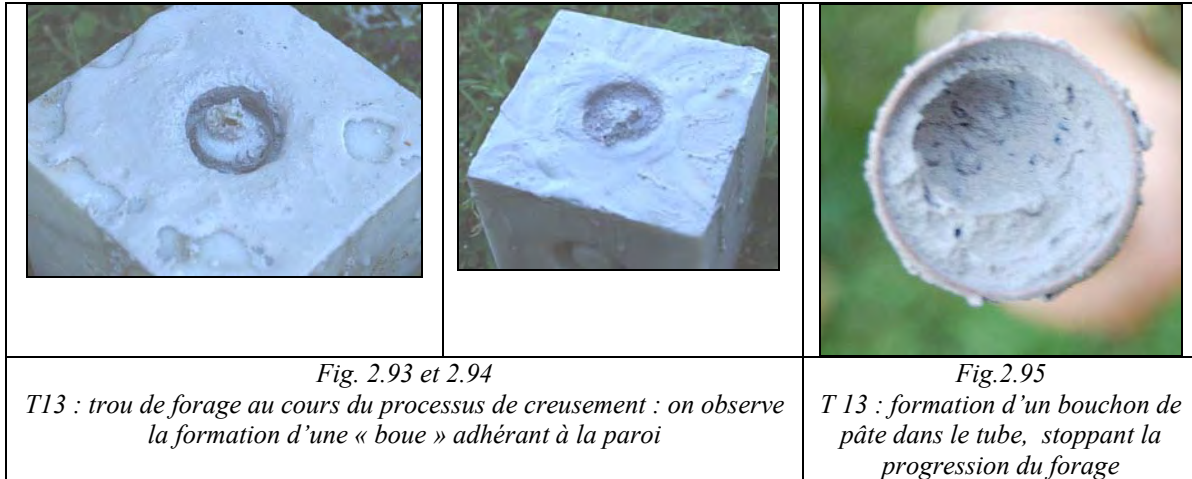 Fig. 2.93 et 2.94
T13 : trou de forage au cours du processus de creusement : on observe
la formation d’une « boue » adhérant à la paroi
Fig.2.95
T 13 : formation d’un bouchon de
pâte dans le tube, stoppant la
progression du forage